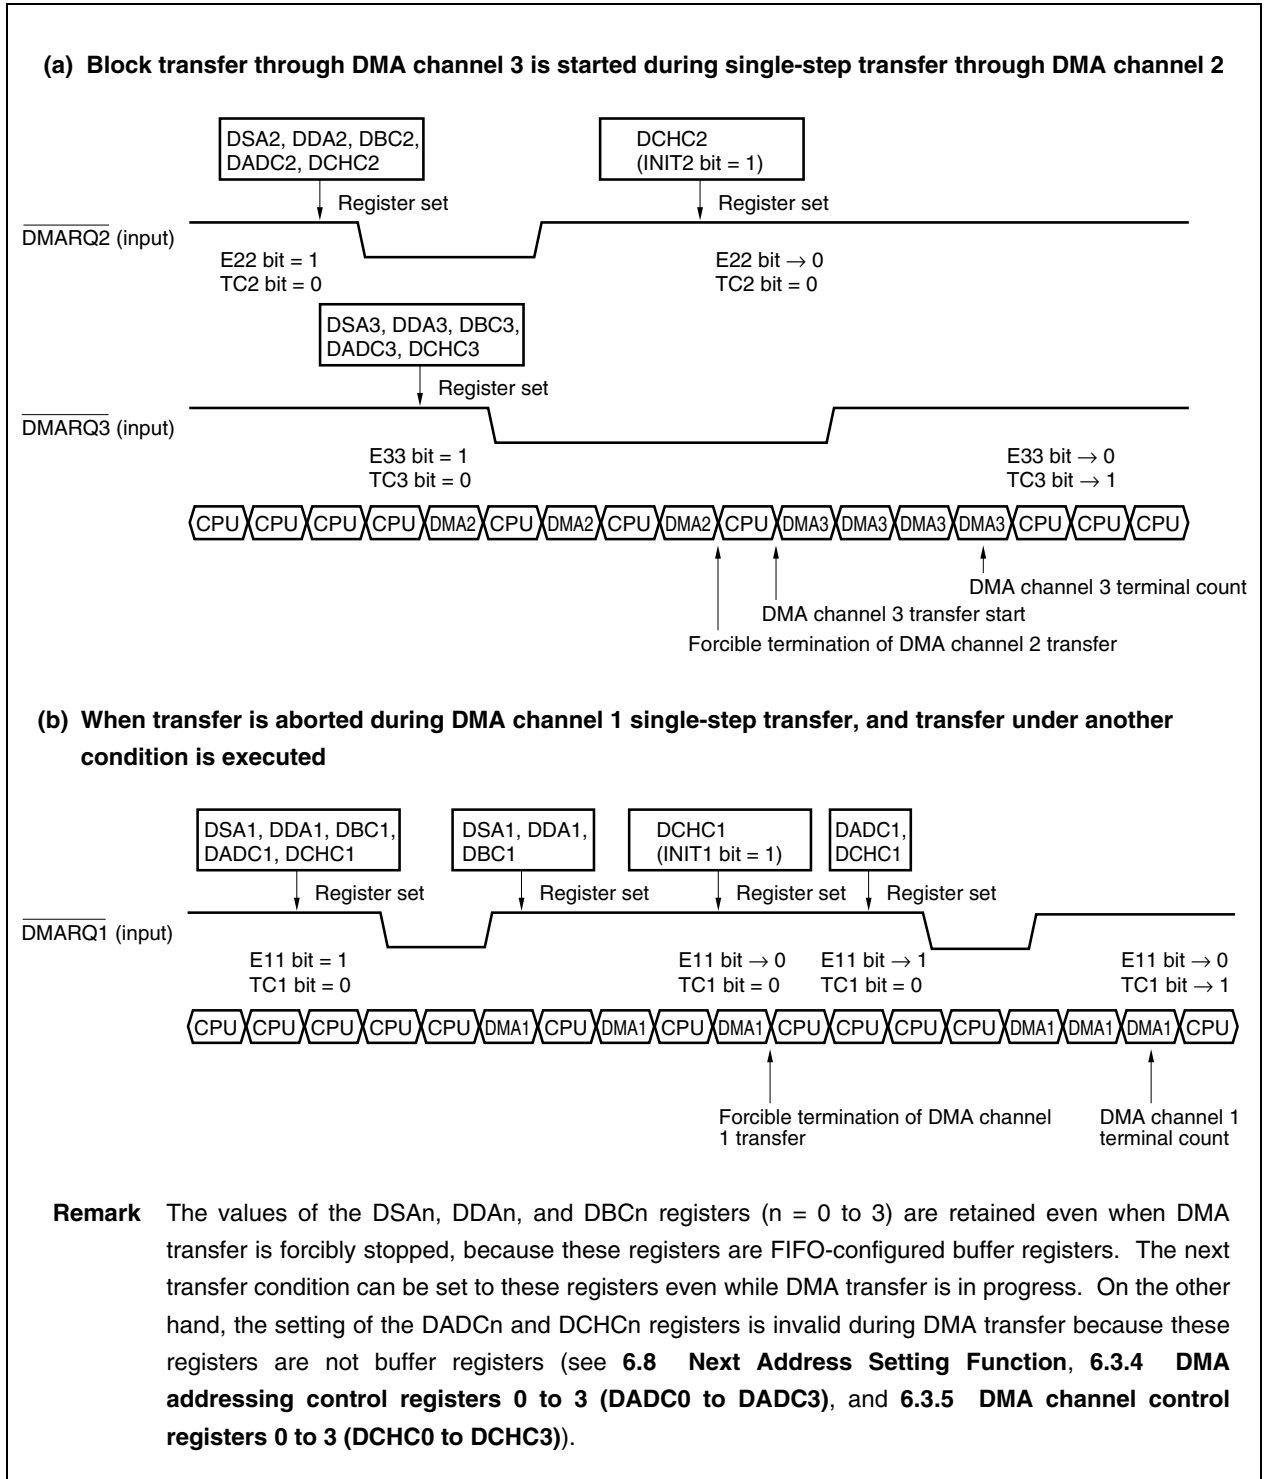 (a) Block transfer through DMA channel 3 is started during single-step transfer through DMA channel 2
DSA2, DDA2, DBC2,
DADC2, DCHC2
DCHC2
(INIT2 bit = 1)
Register set
Register set
DMARQ2 (input)
E22 bit = 1
TC2 bit = 0
E22 bit → 0
TC2 bit = 0
DSA3, DDA3, DBC3,
DADC3, DCHC3
Register set
DMARQ3 (input)
E33 bit = 1
TC3 bit = 0
E33 bit → 0
TC3 bit → 1
CPU CPU CPU CPU DMA2 CPU DMA2 CPU DMA2 CPU DMA3 DMA3 DMA3 DMA3 CPU CPU CPU
DMA channel 3 terminal count
DMA channel 3 transfer start
Forcible termination of DMA channel 2 transfer
(b) When transfer is aborted during DMA channel 1 single-step transfer, and transfer under another
condition is executed
DSA1, DDA1, DBC1,
DADC1, DCHC1
DSA1, DDA1,
DBC1
DCHC1
(INIT1 bit = 1)
DADC1,
DCHC1
Register set
Register set
Register set
Register set
DMARQ1 (input)
E11 bit = 1
TC1 bit = 0
E11 bit → 0
TC1 bit = 0
E11 bit → 1
TC1 bit = 0
E11 bit → 0
TC1 bit → 1
CPU CPU CPU CPU CPU DMA1 CPU DMA1 CPU DMA1 CPU CPU CPU CPU DMA1 DMA1 DMA1 CPU
Forcible termination of DMA channel
1 transfer
DMA channel 1
terminal count
Remark The values of the DSAn, DDAn, and DBCn registers (n = 0 to 3) are retained even when DMA
transfer is forcibly stopped, because these registers are FIFO-configured buffer registers. The next
transfer condition can be set to these registers even while DMA transfer is in progress. On the other
hand, the setting of the DADCn and DCHCn registers is invalid during DMA transfer because these
registers are not buffer registers (see 6.8 Next Address Setting Function, 6.3.4 DMA
addressing control registers 0 to 3 (DADC0 to DADC3), and 6.3.5 DMA channel control
registers 0 to 3 (DCHC0 to DCHC3)).